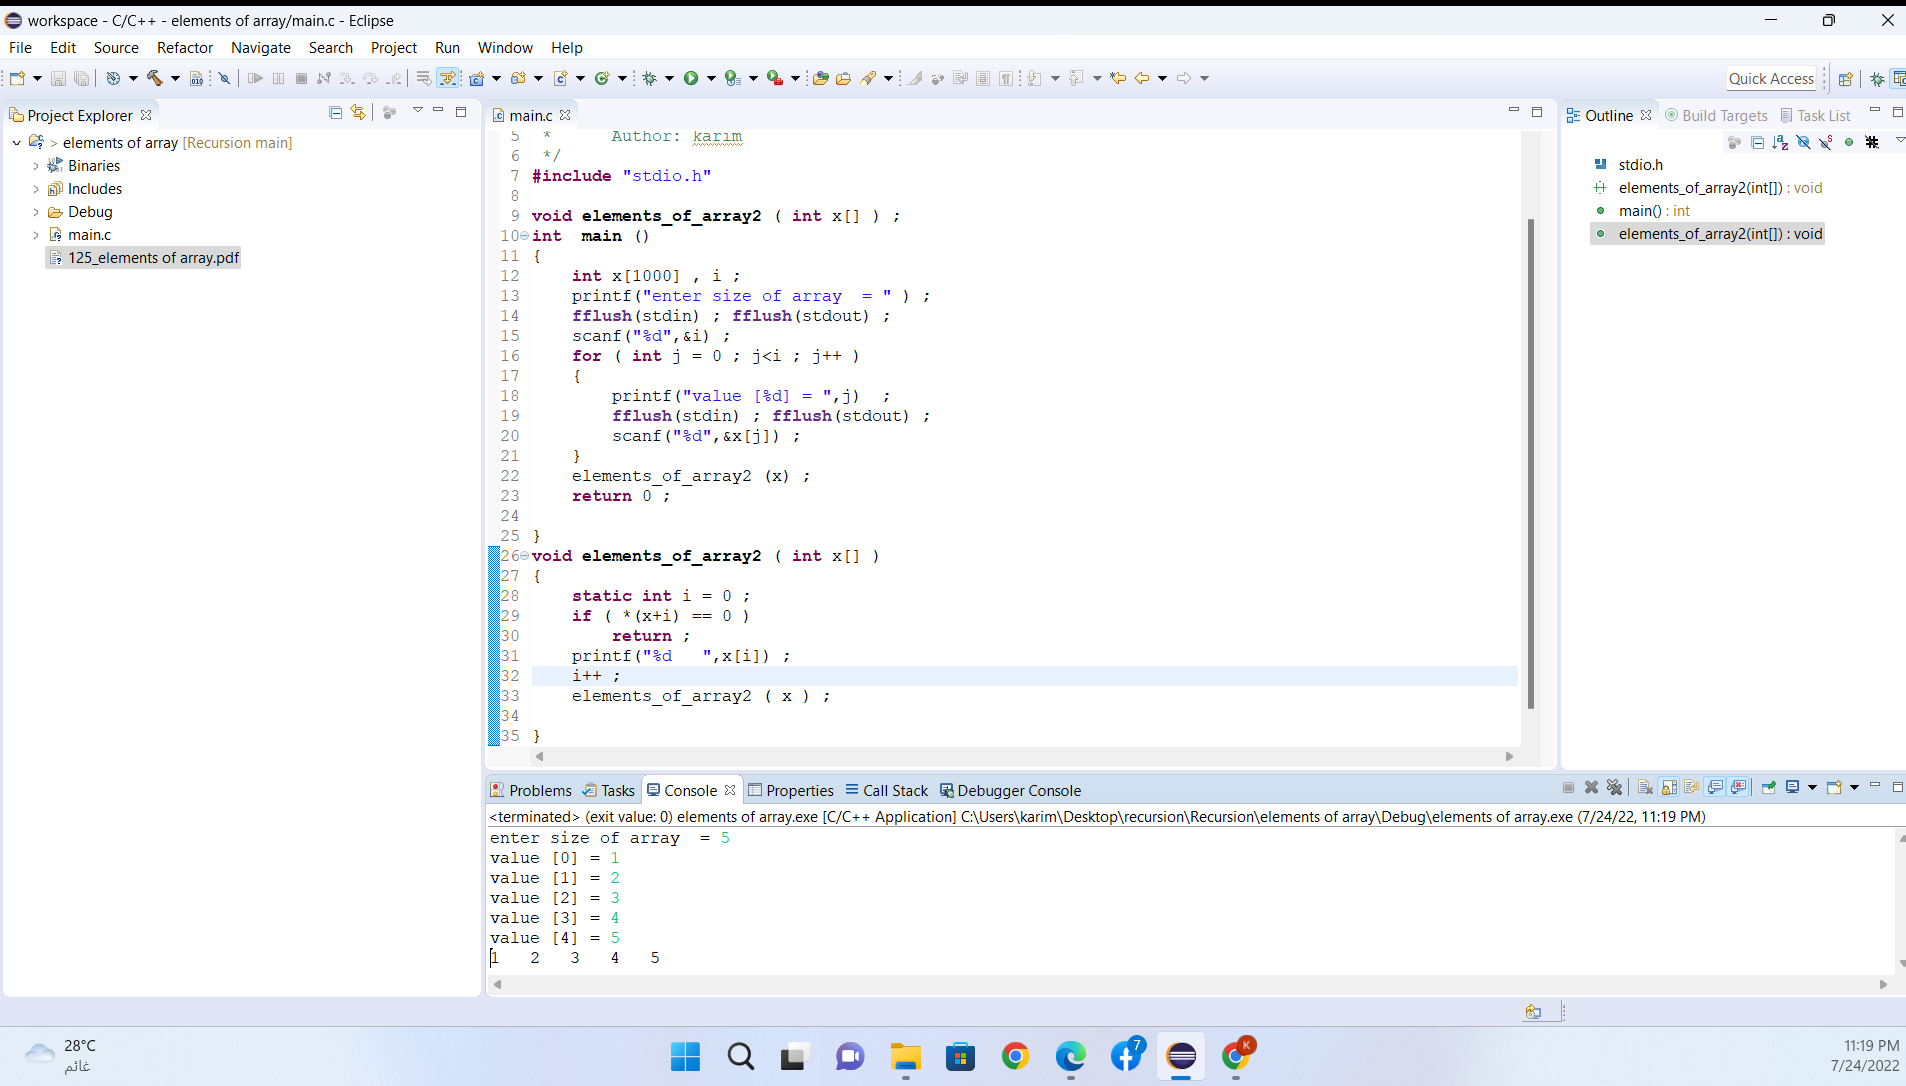 workspace - C/C++ - elements of array/main.c - Eclipse
File Edit Source Refactor Navigate Search Project Run Window Help
Quick Access
Project Explorer
> elements of array [Recursion main]
Binaries
Includes
Debug
main.c
125_elements of array.pdf
main.c
5 *      Author: karim
6 */
7 #include "stdio.h"
8
9 void elements_of_array2 ( int x[] ) ;
10 int  main ()
11 {
12    int x[1000] , i ;
13    printf("enter size of array  = " ) ;
14    fflush(stdin) ; fflush(stdout) ;
15    scanf("%d",&i) ;
16    for ( int j = 0 ; j<i ; j++ )
17    {
18        printf("value [%d] = ",j)  ;
19        fflush(stdin) ; fflush(stdout) ;
20        scanf("%d",&x[j]) ;
21    }
22    elements_of_array2 (x) ;
23    return 0 ;
24
25 }
26 void elements_of_array2 ( int x[] )
27 {
28    static int i = 0 ;
29    if ( *(x+i) == 0 )
30        return ;
31    printf("%d   ",x[i]) ;
32    i++ ;
33    elements_of_array2 ( x ) ;
34
35 }
Outline Build Targets Task List
stdio.h
elements_of_array2(int[]) : void
main() : int
elements_of_array2(int[]) : void
Problems Tasks Console Properties Call Stack Debugger Console
<terminated> (exit value: 0) elements of array.exe [C/C++ Application] C:\Users\karim\Desktop\recursion\Recursion\elements of array\Debug\elements of array.exe (7/24/22, 11:19 PM)
enter size of array  = 5
value [0] = 1
value [1] = 2
value [2] = 3
value [3] = 4
value [4] = 5
1   2   3   4   5
28°C
غائم
7
K
11:19 PM
7/24/2022